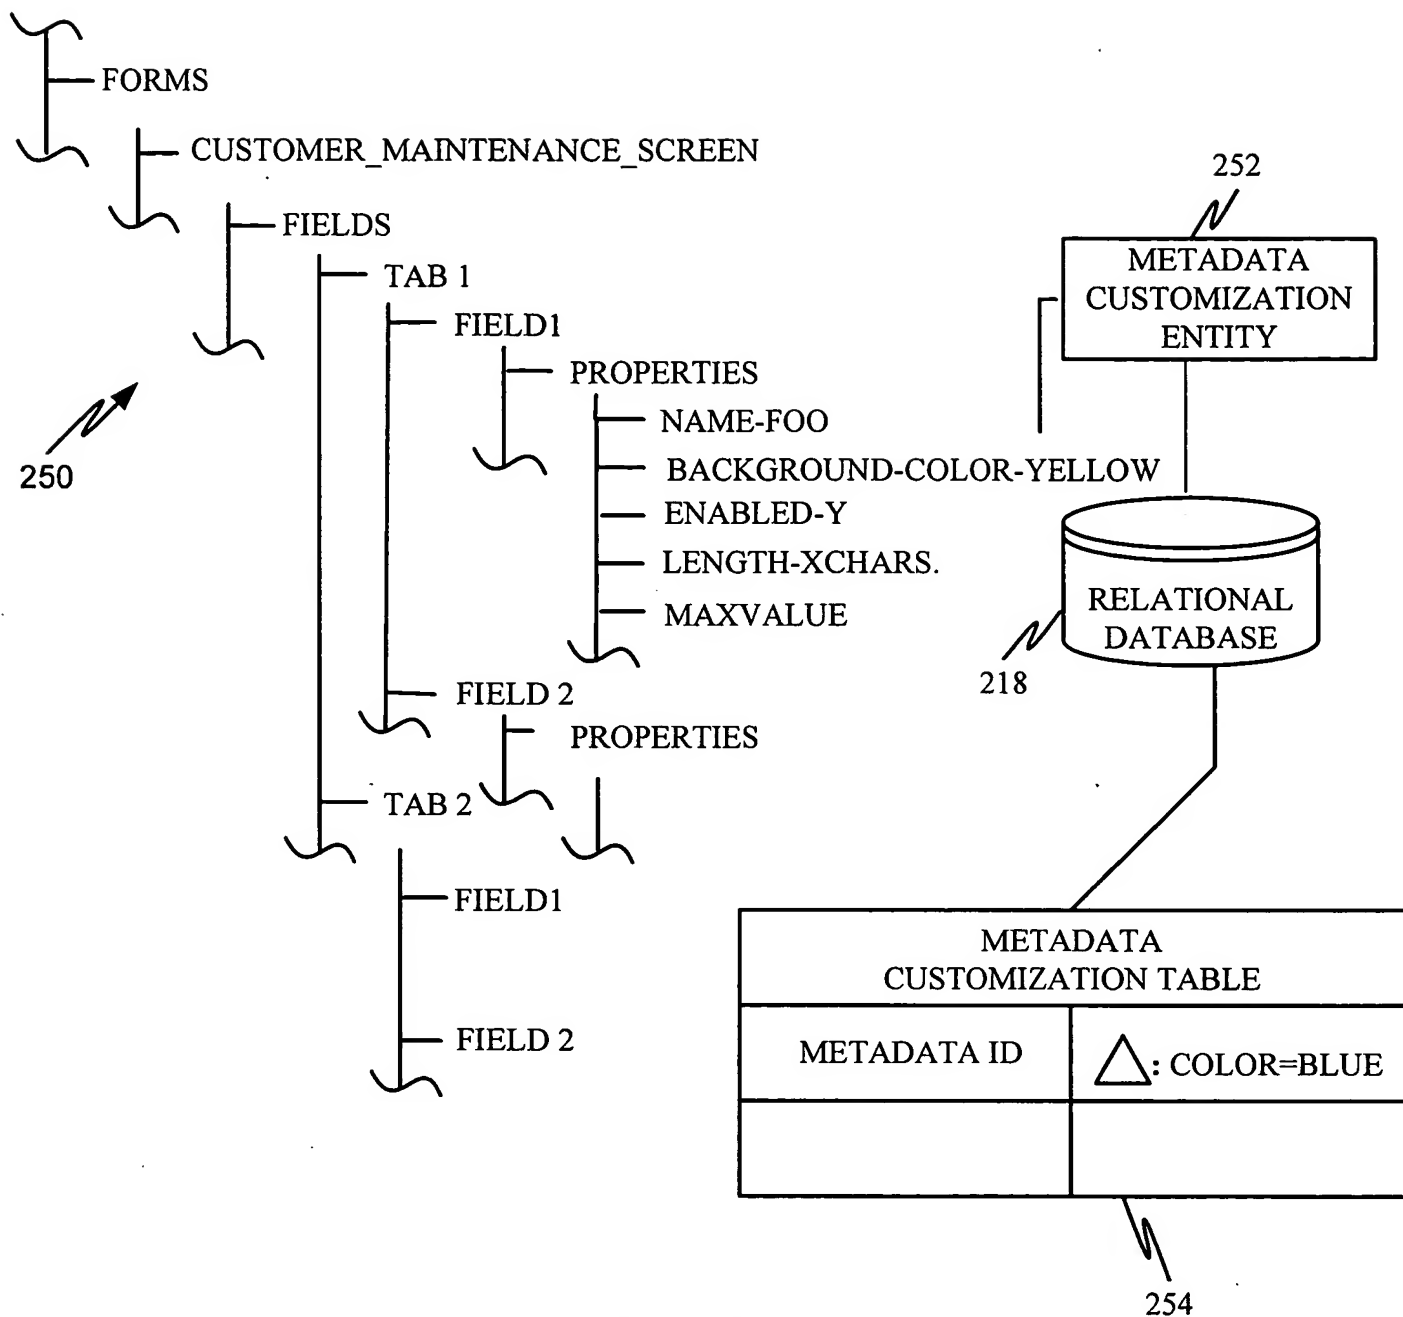 FORMS
CUSTOMER_MAINTENANCE_SCREEN
FIELDS
TAB 1
FIELD1
PROPERTIES
NAME-FOO
BACKGROUND-COLOR-YELLOW
ENABLED-Y
LENGTH-XCHARS.
MAXVALUE
FIELD 2
PROPERTIES
TAB 2
FIELD1
FIELD 2
250
252
METADATA
CUSTOMIZATION
ENTITY
RELATIONAL
DATABASE
218
METADATA
CUSTOMIZATION TABLE
METADATA ID
△: COLOR=BLUE
254